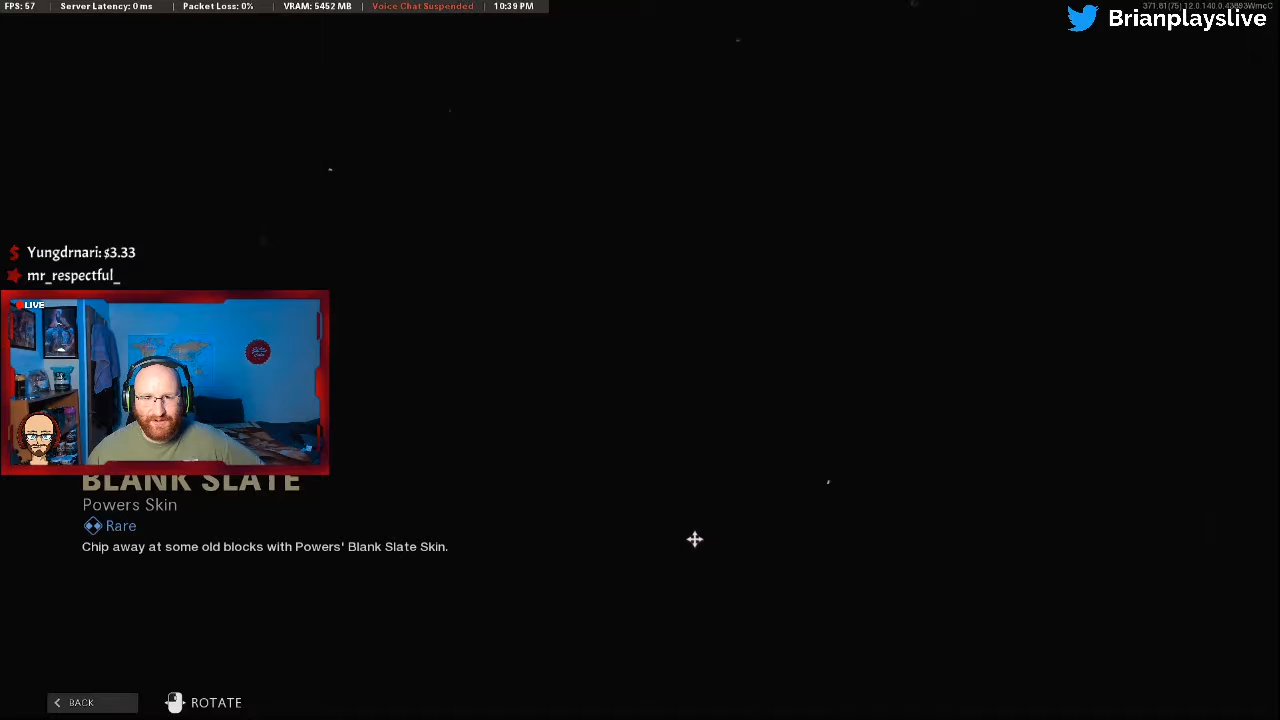 FPS: 57 | Server Latency: 0 ms | Packet Loss: 0% | VRAM: 5452 MB | Voice Chat Suspended | 10:39 PM
Brianplayslive
Yungdrnari: $3.33
mr_respectful_
LIVE
BLANK SLATE
Powers Skin
Rare
Chip away at some old blocks with Powers' Blank Slate Skin.
< BACK
ROTATE